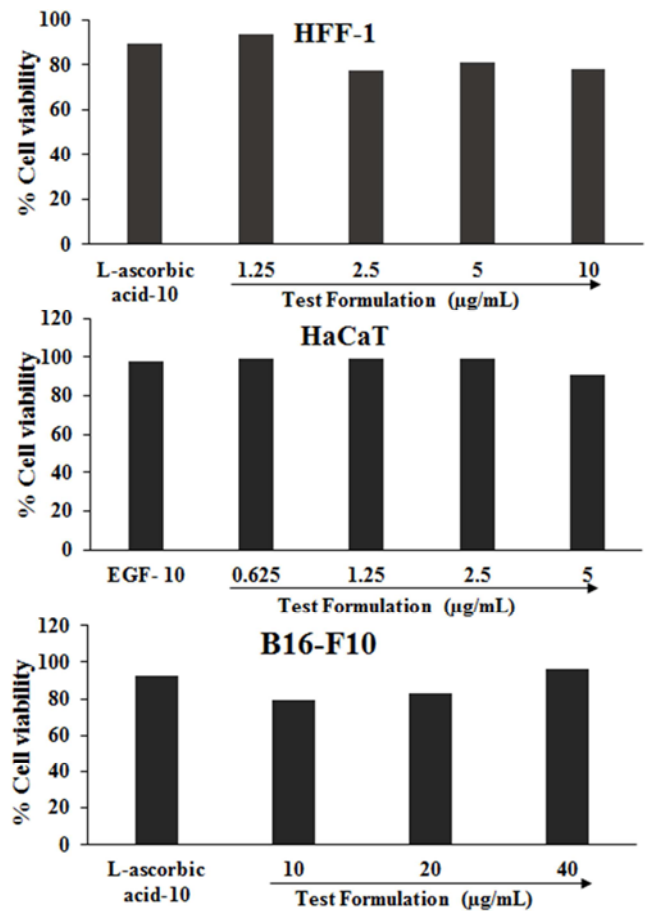 HFF-1
% Cell viability
100
80
60
40
20
0
L-ascorbic acid-10
1.25 2.5 5 10
Test Formulation (µg/mL)
HaCaT
% Cell viability
120
100
80
60
40
20
0
EGF- 10
0.625 1.25 2.5 5
Test Formulation (µg/mL)
B16-F10
% Cell viability
120
100
80
60
40
20
0
L-ascorbic
acid-10
10 20 40
Test Formulation (µg/mL)